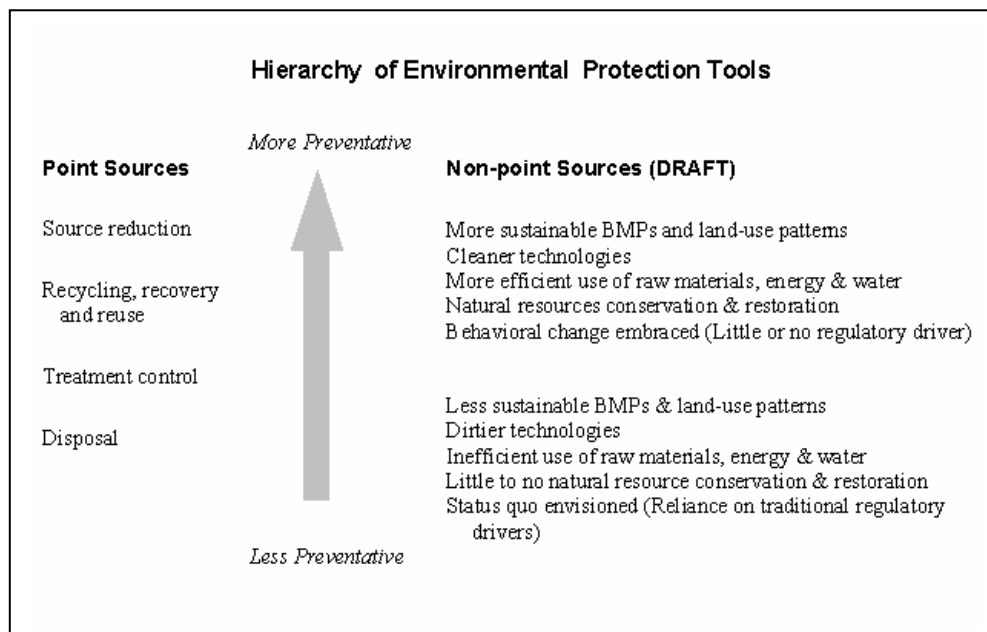 Hierarchy of Environmental Protection Tools
More Preventative
Point Sources
Source reduction
Recycling, recovery
and reuse
Treatment control
Disposal
Non-point Sources (DRAFT)
More sustainable BMPs and land-use patterns
Cleaner technologies
More efficient use of raw materials, energy & water
Natural resources conservation & restoration
Behavioral change embraced (Little or no regulatory driver)
Less sustainable BMPs & land-use patterns
Dirtier technologies
Inefficient use of raw materials, energy & water
Little to no natural resource conservation & restoration
Status quo envisioned (Reliance on traditional regulatory
drivers)
Less Preventative